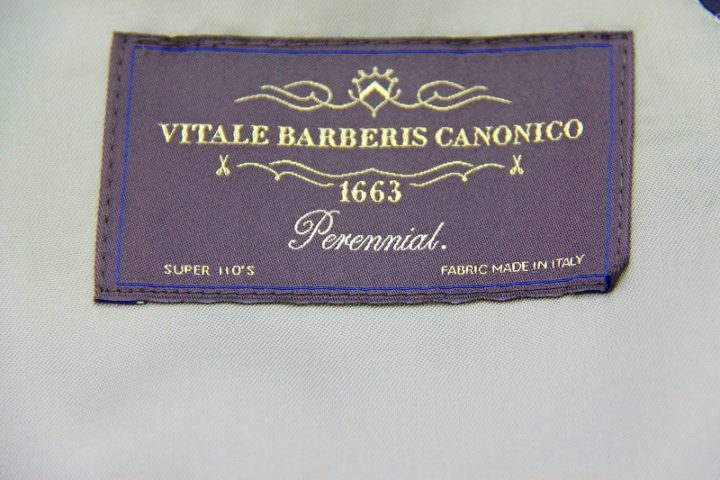 VITALE BARBERIS CANONICO
1663
Perennial.
SUPER 110'S
FABRIC MADE IN ITALY